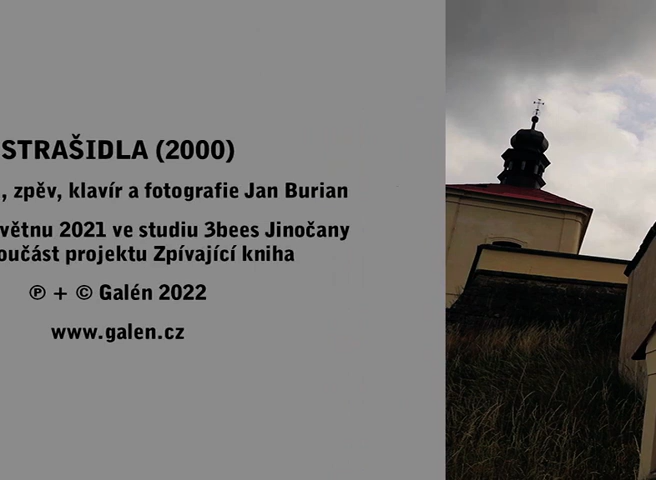 STRAŠIDLA (2000)
, zpěv, klavír a fotografie Jan Burian
větnu 2021 ve studiu 3bees Jinočany
oučást projektu Zpívající kniha
℗ + © Galén 2022
www.galen.cz